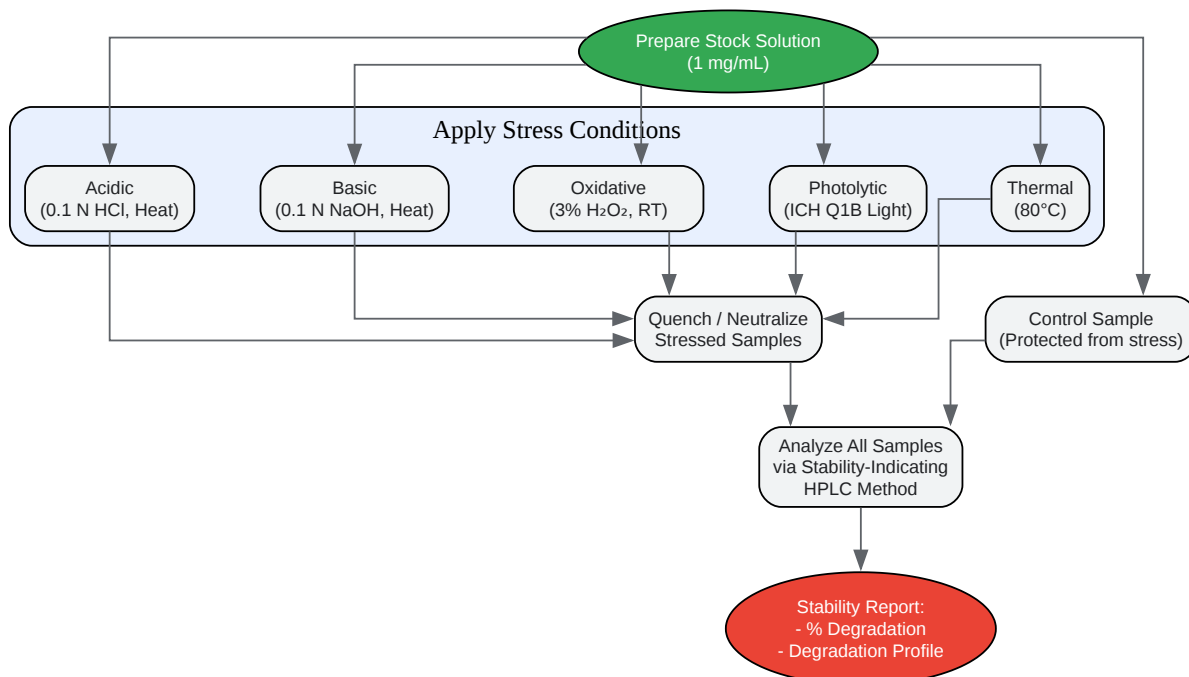 Prepare Stock Solution
(1 mg/mL)
Apply Stress Conditions
Acidic
(0.1 N HCl, Heat)
Basic
(0.1 N NaOH, Heat)
Oxidative
(3% H₂O₂, RT)
Photolytic
(ICH Q1B Light)
Thermal
(80°C)
Quench / Neutralize
Stressed Samples
Control Sample
(Protected from stress)
Analyze All Samples
via Stability-Indicating
HPLC Method
Stability Report:
- % Degradation
- Degradation Profile